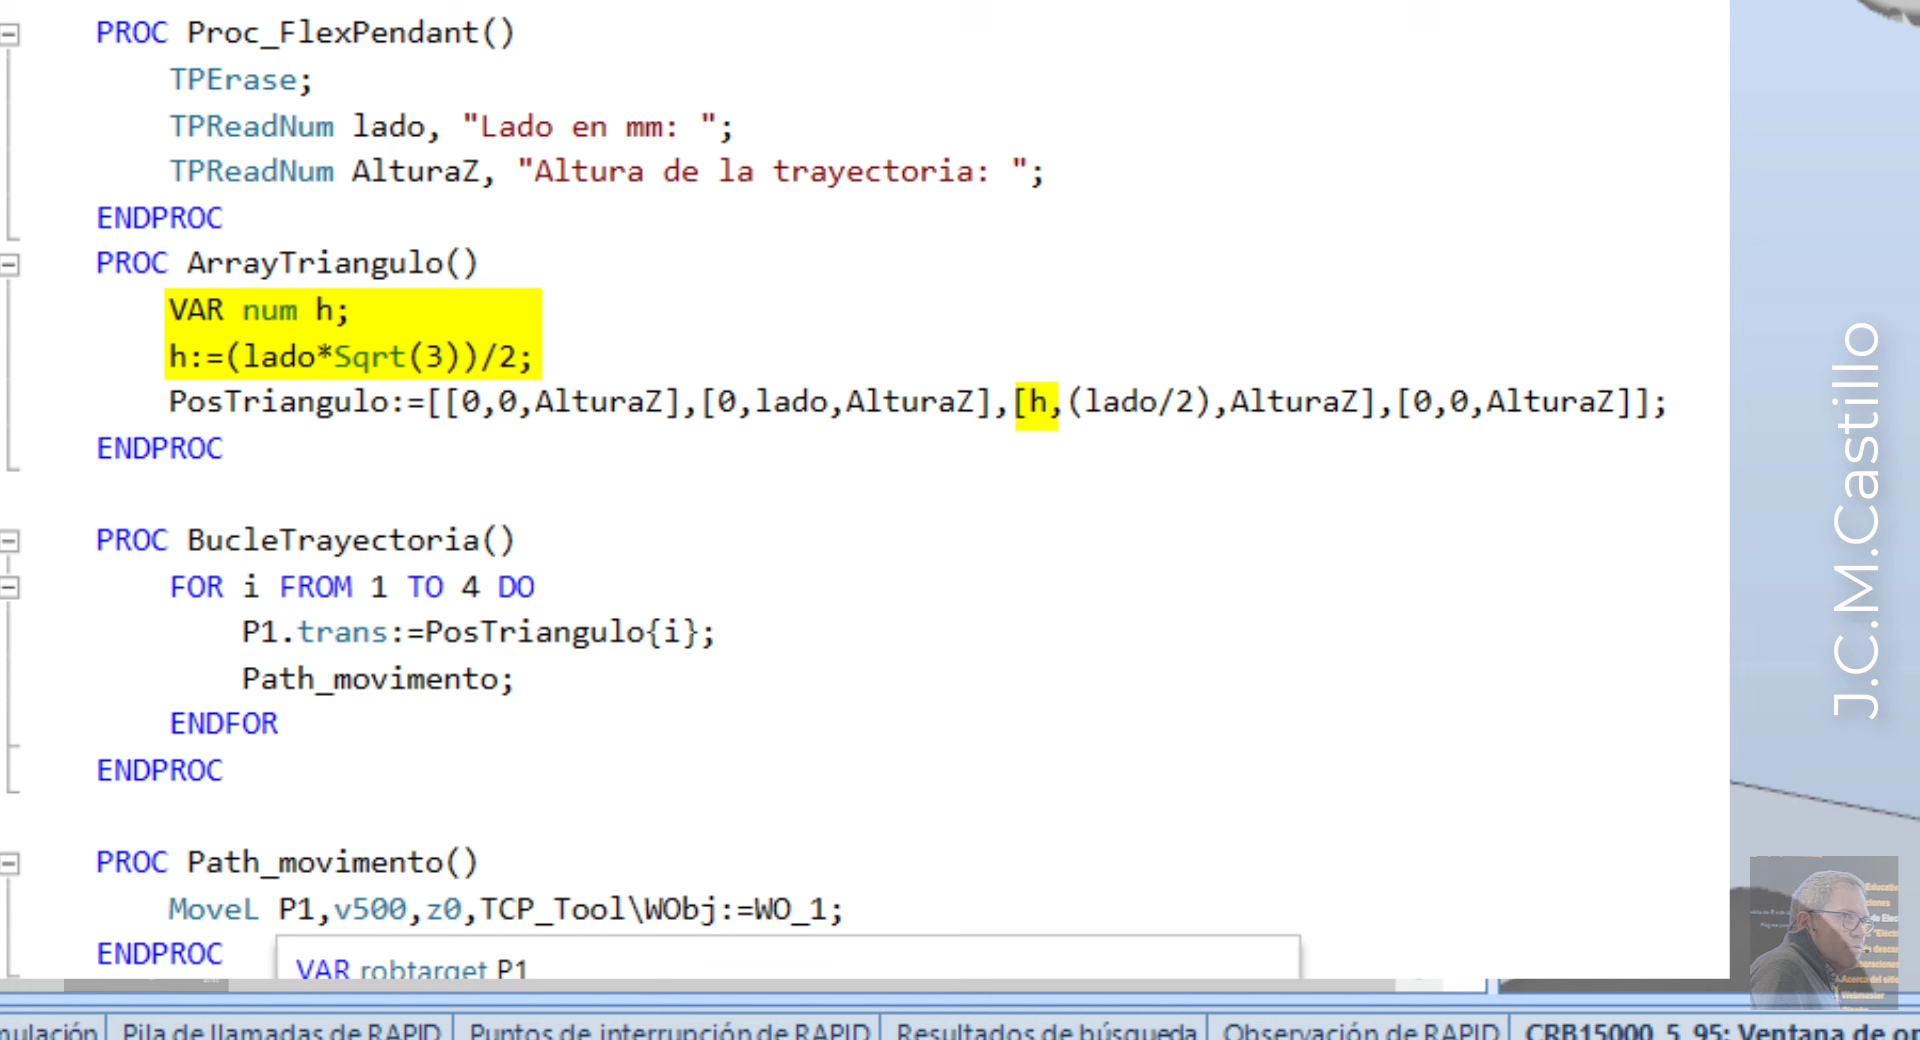 PROC Proc_FlexPendant()
TPErase;
TPReadNum lado, "Lado en mm: ";
TPReadNum AlturaZ, "Altura de la trayectoria: ";
ENDPROC
PROC ArrayTriangulo()
VAR num h;
h:=(lado*Sqrt(3))/2;
PosTriangulo:=[[0,0,AlturaZ],[0,lado,AlturaZ],[h,(lado/2),AlturaZ],[0,0,AlturaZ]];
ENDPROC
PROC BucleTrayectoria()
FOR i FROM 1 TO 4 DO
P1.trans:=PosTriangulo{i};
Path_movimento;
ENDFOR
ENDPROC
PROC Path_movimento()
MoveL P1,v500,z0,TCP_Tool\WObj:=WO_1;
ENDPROC
VAR robtarget P1
Pila de llamadas de RAPID
Puntos de interrupción de RAPID
Resultados de búsqueda
Observación de RAPID
CRB15000_5_95: Ventana de
J.C.M.Castillo